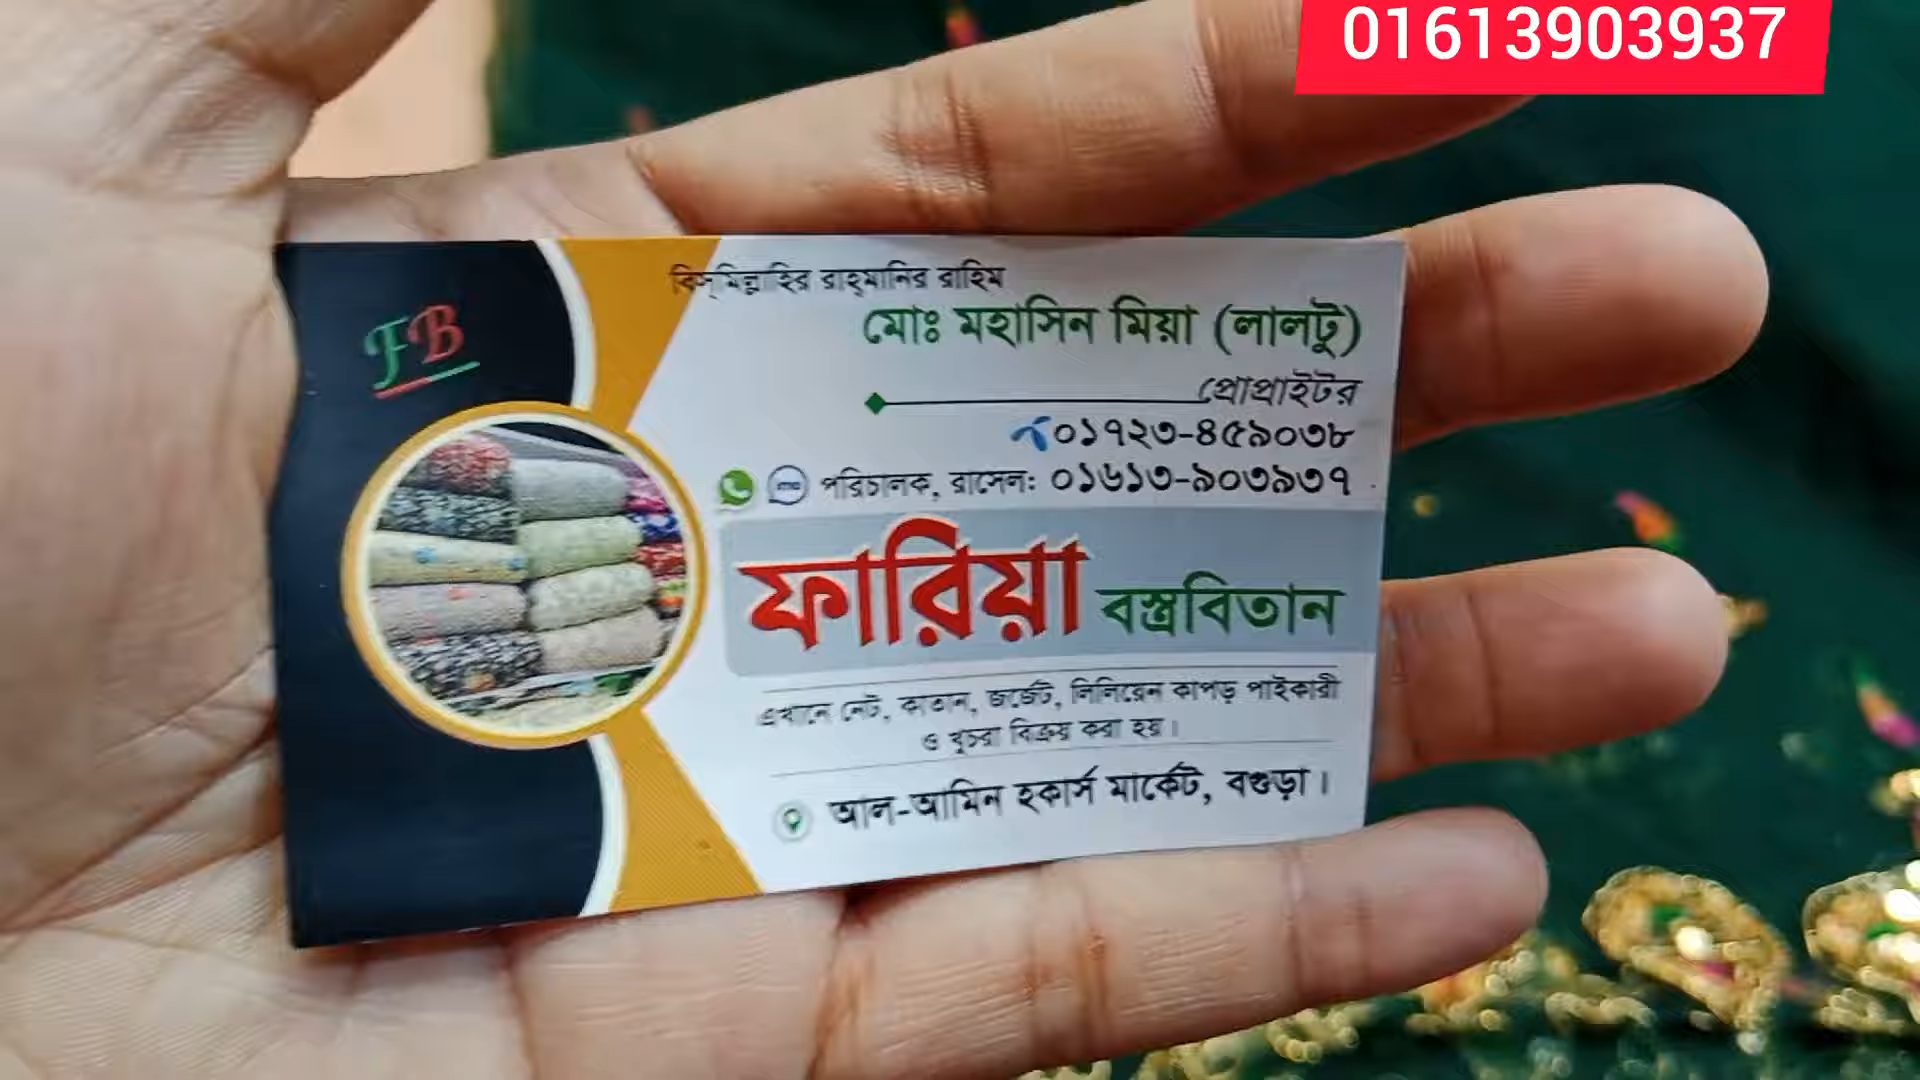 01613903937
বিস্‌মিল্লাহির রাহ্‌মানির রাহিম
FB
মোঃ মহাসিন মিয়া (লালটু)
প্রোপ্রাইটর
০১৭২৩-৪৫৯০৩৮
imo পরিচালক, রাসেল: ০১৬১৩-৯০৩৯৩৭
ফারিয়া বস্ত্রবিতান
এখানে নেট, কাতান, জর্জেট, লিলিয়েন কাপড় পাইকারী
ও খুচরা বিক্রয় করা হয়।
আল-আমিন হকার্স মার্কেট, বগুড়া।